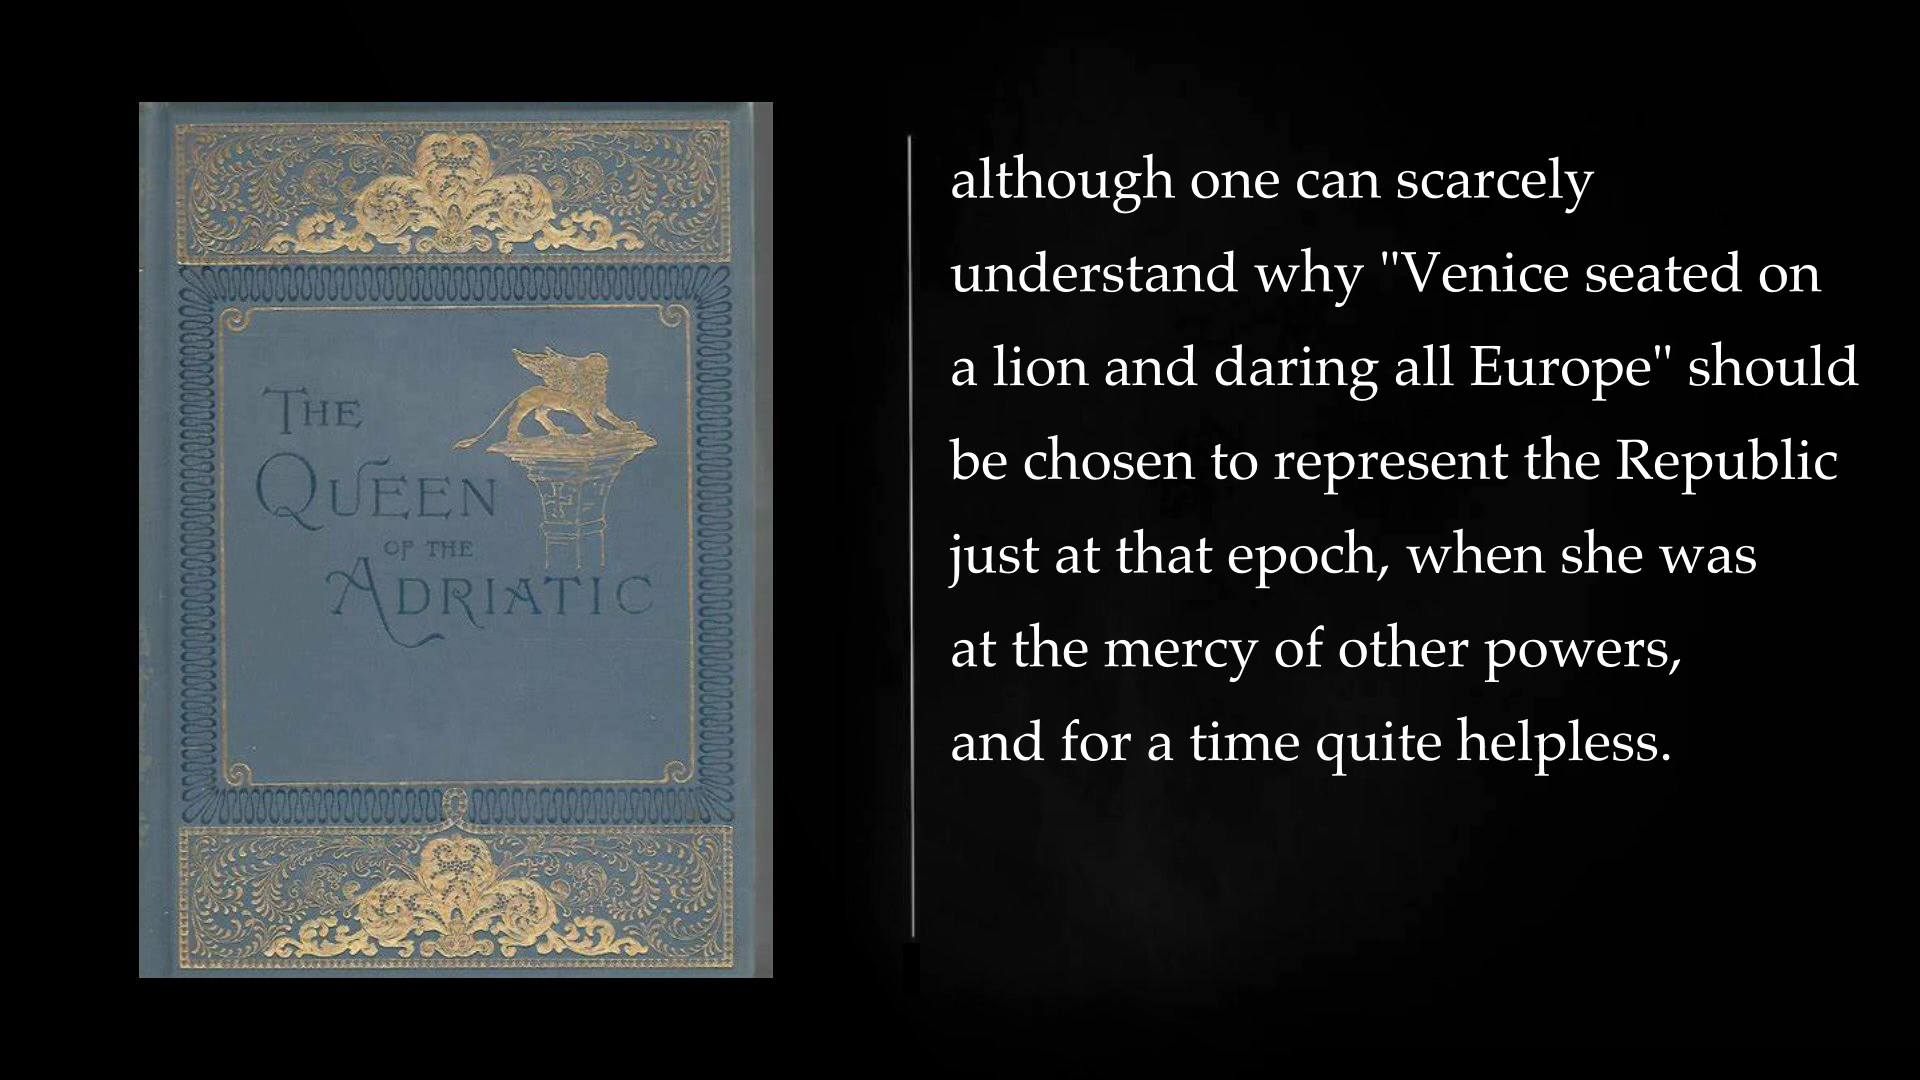 The
Queen
of the
Adriatic
although one can scarcely
understand why "Venice seated on
a lion and daring all Europe" should
be chosen to represent the Republic
just at that epoch, when she was
at the mercy of other powers,
and for a time quite helpless.